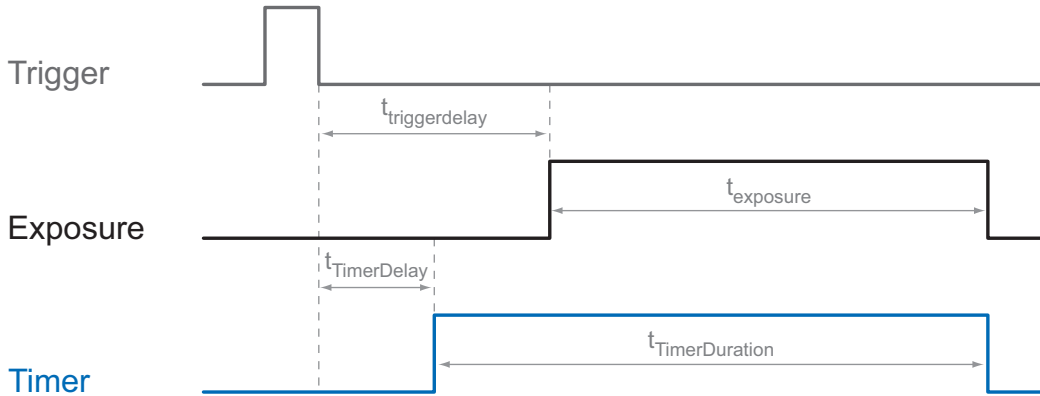 Trigger
t_triggerdelay
t_exposure
Exposure
t_TimerDelay
t_TimerDuration
Timer